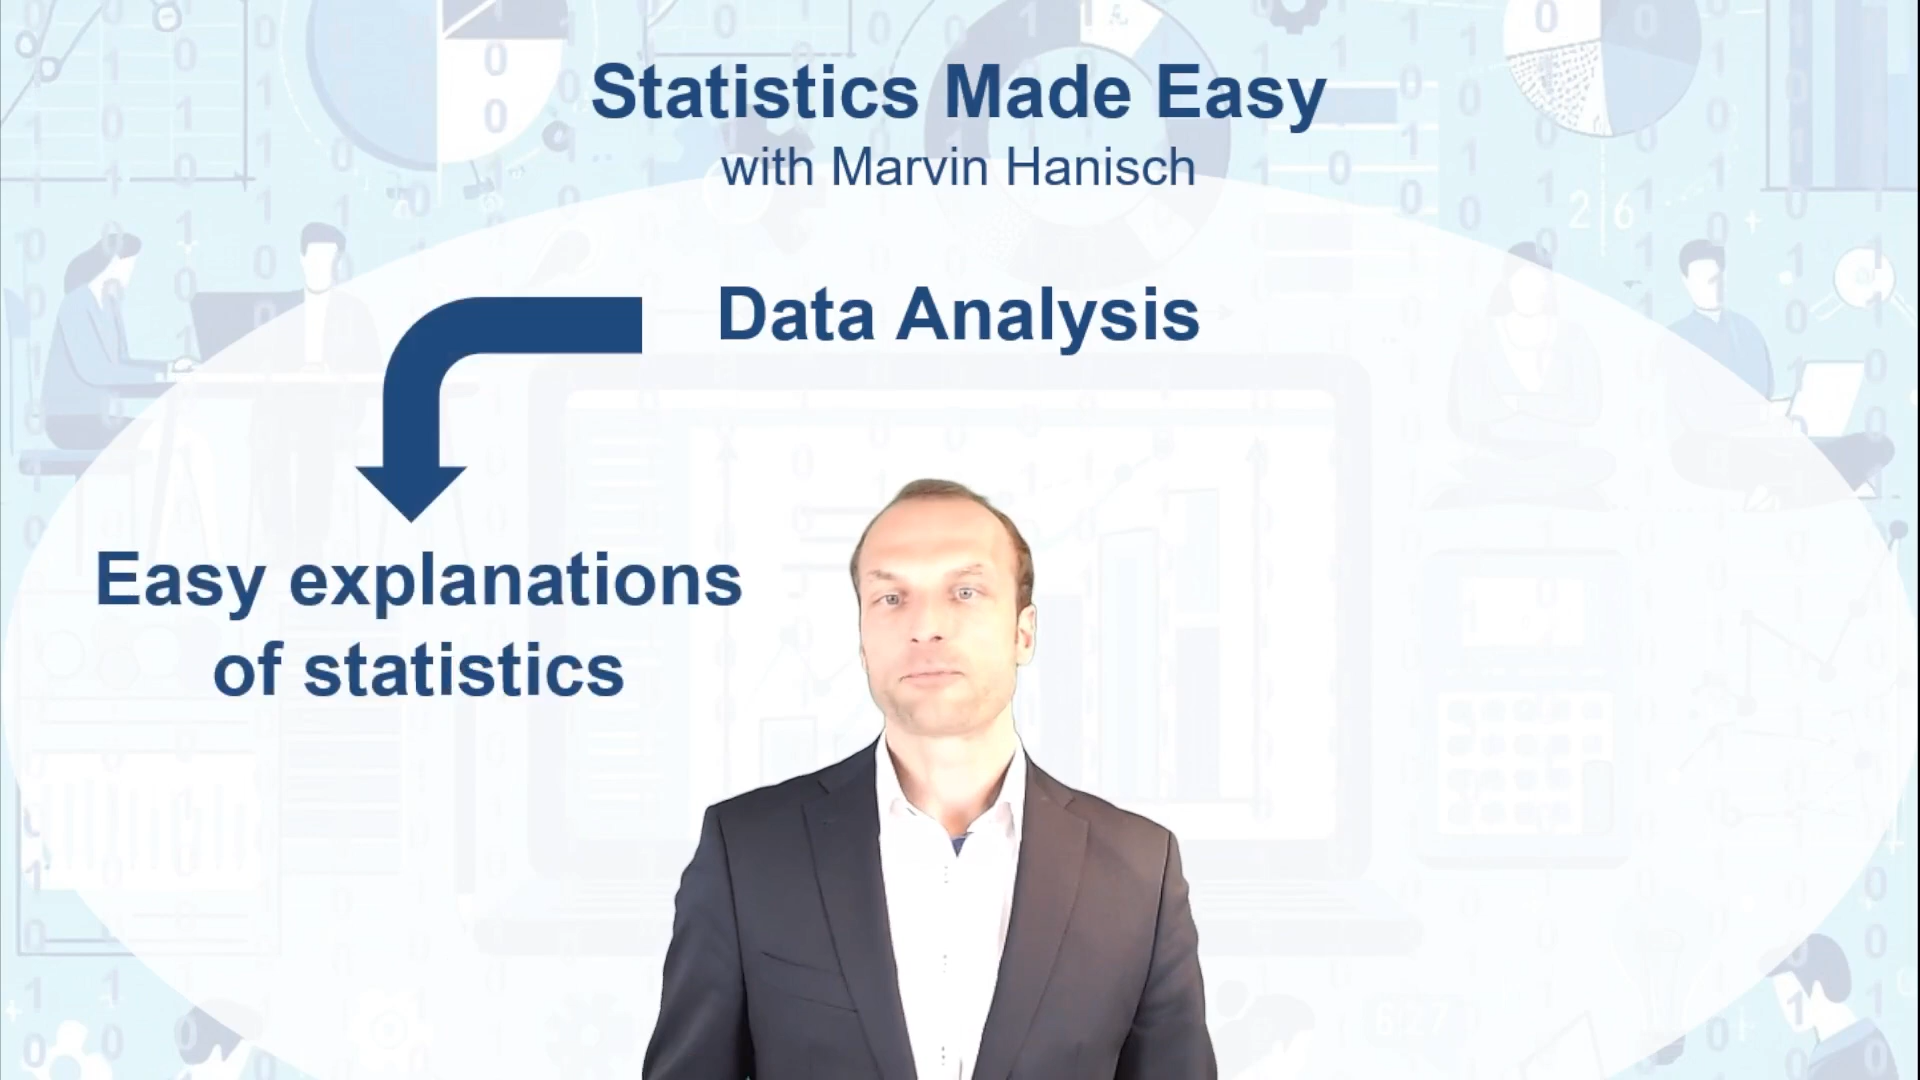 Statistics Made Easy
with Marvin Hanisch
Data Analysis
Easy explanations
of statistics